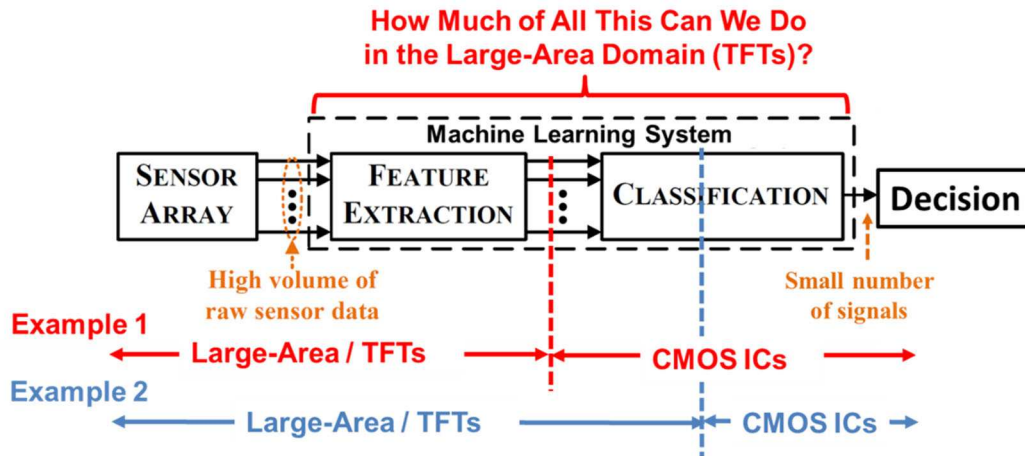 How Much of All This Can We Do
in the Large-Area Domain (TFTs)?
Machine Learning System
SENSOR
ARRAY
FEATURE
EXTRACTION
CLASSIFICATION
Decision
High volume of
raw sensor data
Small number
of signals
Example 1
Large-Area / TFTs
CMOS ICs
Example 2
Large-Area / TFTs
CMOS ICs